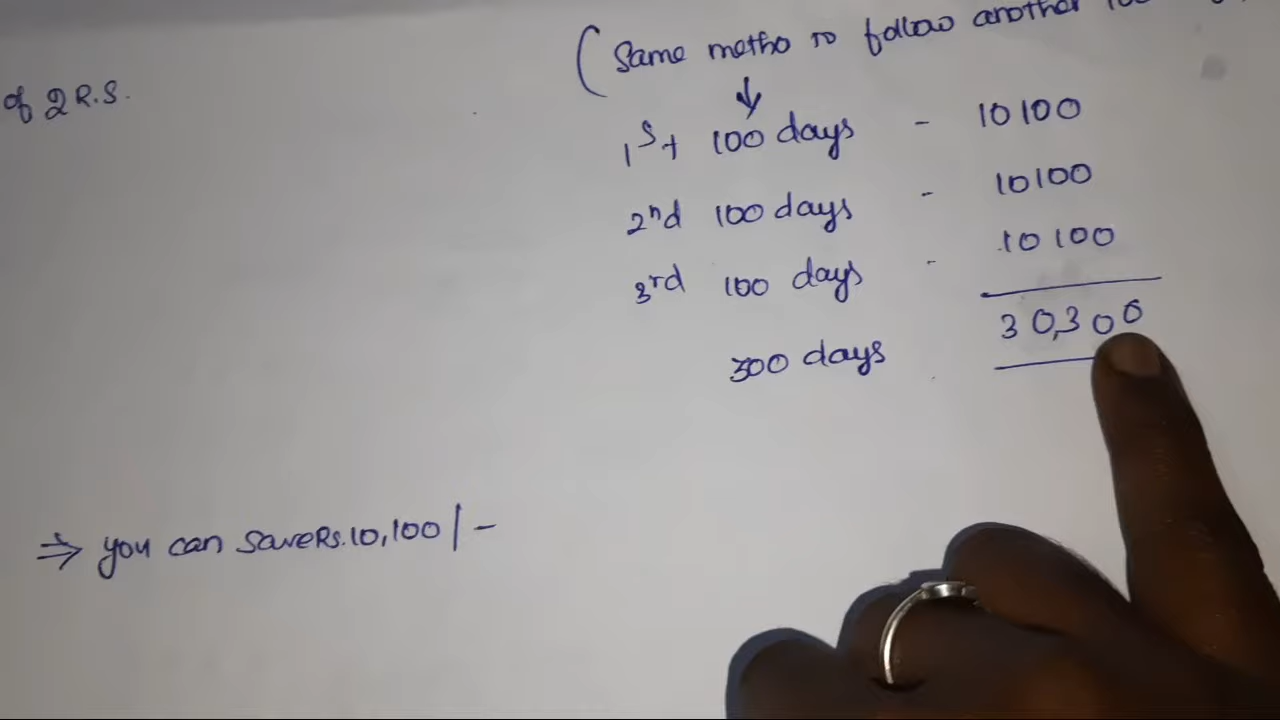 of 2 R.S.
(Same metho to follow another
1st 100 days - 10100
2nd 100 days - 10100
3rd 100 days - 10100
300 days 30,300
⇒ you can save Rs.10,100/-